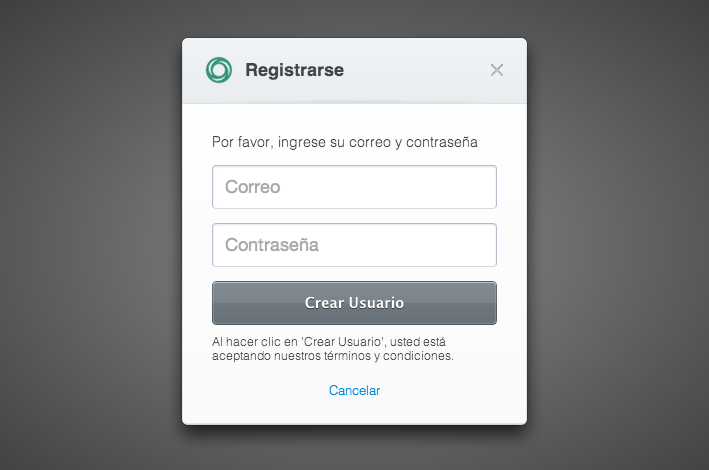 Registrarse
Por favor, ingrese su correo y contraseña
Correo
Contraseña
Crear Usuario
Al hacer clic en 'Crear Usuario', usted está
aceptando nuestros términos y condiciones.
Cancelar